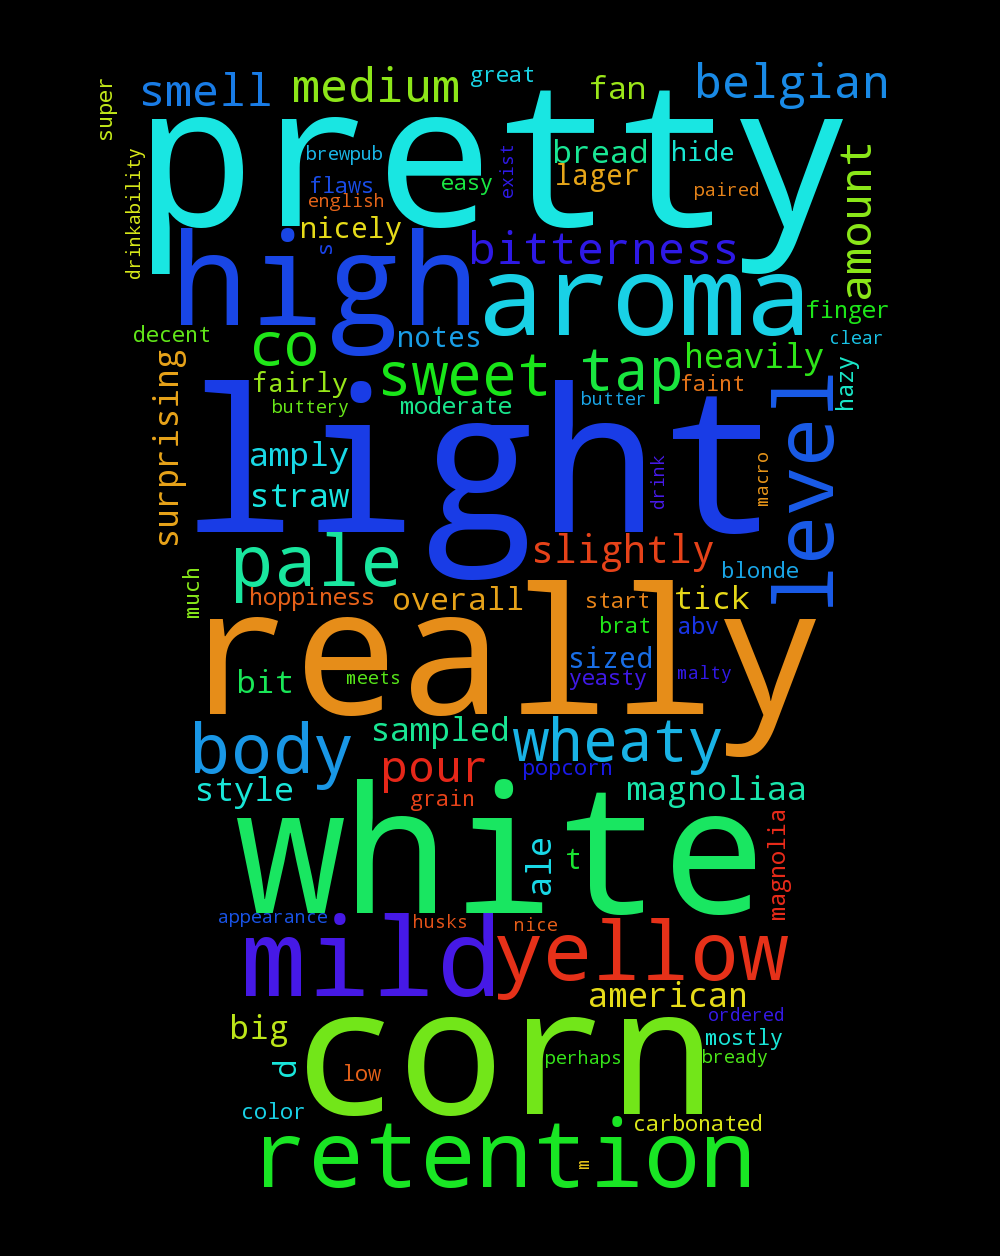 great
smell
medium
fan
belgian
super
pretty
brewpub
bread
hide
exist
lager
flaws
easy
paired
english
drinkability
nicely
s
amount
high
bitterness
aroma
finger
decent
co
notes
clear
sweet
tap
heavily
hazy
fairly
faint
buttery
moderate
butter
surprising
light
level
amply
straw
drink
macro
pale
slightly
blonde
much
hoppiness
overall
start
tick
really
brat
abv
sized
bit
meets
yeasty
malty
body
sampled
wheaty
pour
popcorn
style
grain
magnoliaa
white
ale
t
magnolia
appearance
husks
nice
mild
yellow
american
big
ordered
mostly
corn
perhaps
bready
d
low
color
carbonated
retention
m